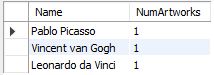 Name NumArtworks
Pablo Picasso 1
Vincent van Gogh 1
Leonardo da Vinci 1